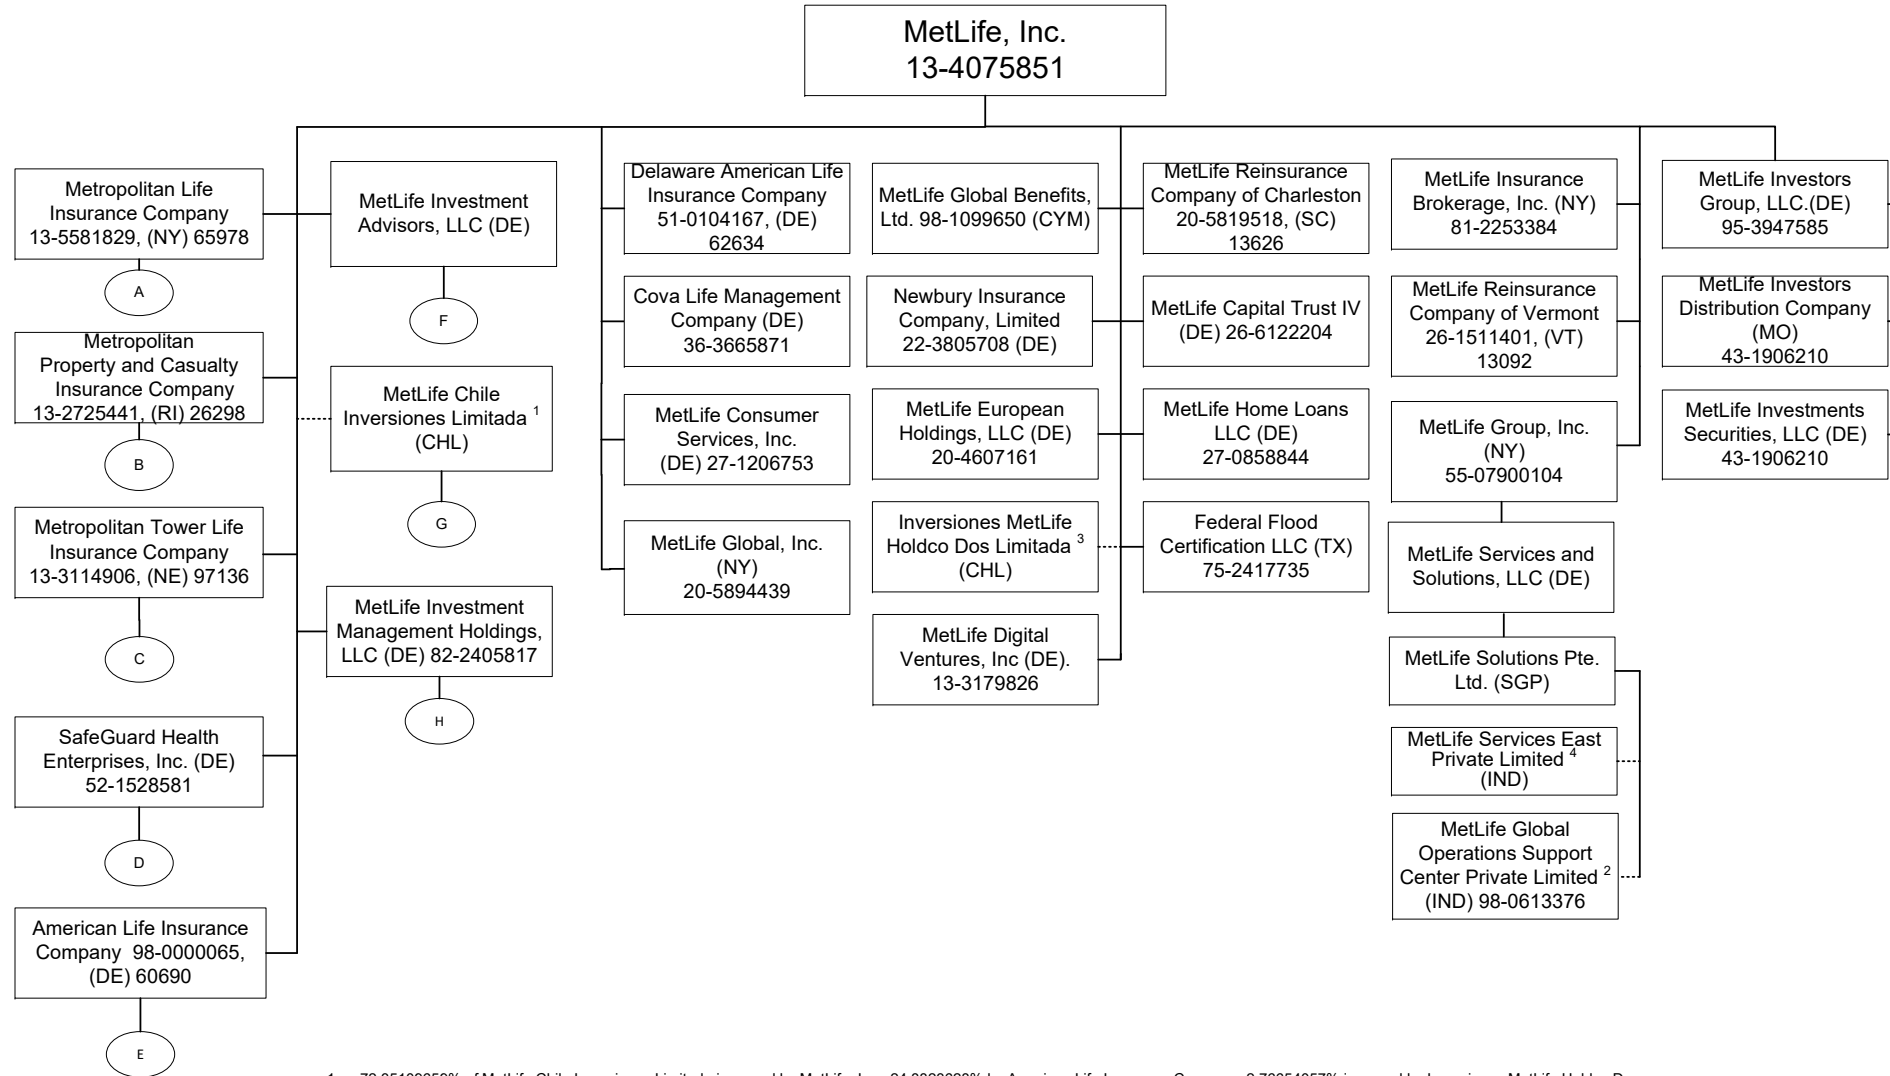 MetLife, Inc.
13-4075851
Metropolitan Life
Insurance Company
13-5581829, (NY) 65978
A
Metropolitan
Property and Casualty
Insurance Company
13-2725441, (RI) 26298
B
Metropolitan Tower Life
Insurance Company
13-3114906, (NE) 97136
C
SafeGuard Health
Enterprises, Inc. (DE)
52-1528581
D
American Life Insurance
Company 98-0000065,
(DE) 60690
E
MetLife Investment
Advisors, LLC (DE)
F
MetLife Chile
Inversiones Limitada 1
(CHL)
G
MetLife Investment
Management Holdings,
LLC (DE) 82-2405817
H
Delaware American Life
Insurance Company
51-0104167, (DE)
62634
Cova Life Management
Company (DE)
36-3665871
MetLife Consumer
Services, Inc.
(DE) 27-1206753
MetLife Global, Inc.
(NY)
20-5894439
MetLife Global Benefits,
Ltd. 98-1099650 (CYM)
Newbury Insurance
Company, Limited
22-3805708 (DE)
MetLife European
Holdings, LLC (DE)
20-4607161
Inversiones MetLife
Holdco Dos Limitada 3
(CHL)
MetLife Digital
Ventures, Inc (DE).
13-3179826
MetLife Reinsurance
Company of Charleston
20-5819518, (SC)
13626
MetLife Capital Trust IV
(DE) 26-6122204
MetLife Home Loans
LLC (DE)
27-0858844
Federal Flood
Certification LLC (TX)
75-2417735
MetLife Insurance
Brokerage, Inc. (NY)
81-2253384
MetLife Reinsurance
Company of Vermont
26-1511401, (VT)
13092
MetLife Group, Inc.
(NY)
55-07900104
MetLife Services and
Solutions, LLC (DE)
MetLife Solutions Pte.
Ltd. (SGP)
MetLife Services East
Private Limited 4
(IND)
MetLife Global
Operations Support
Center Private Limited 2
(IND) 98-0613376
MetLife Investors
Group, LLC.(DE)
95-3947585
MetLife Investors
Distribution Company
(MO)
43-1906210
MetLife Investments
Securities, LLC (DE)
43-1906210